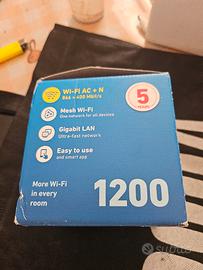 Wi-Fi AC + N
866 + 400 Mbit/s
5
YEARS
Mesh Wi-Fi
One network for all devices
Gigabit LAN
Ultra-fast network
Easy to use
and smart app
More Wi-Fi
in every
room
1200
subito